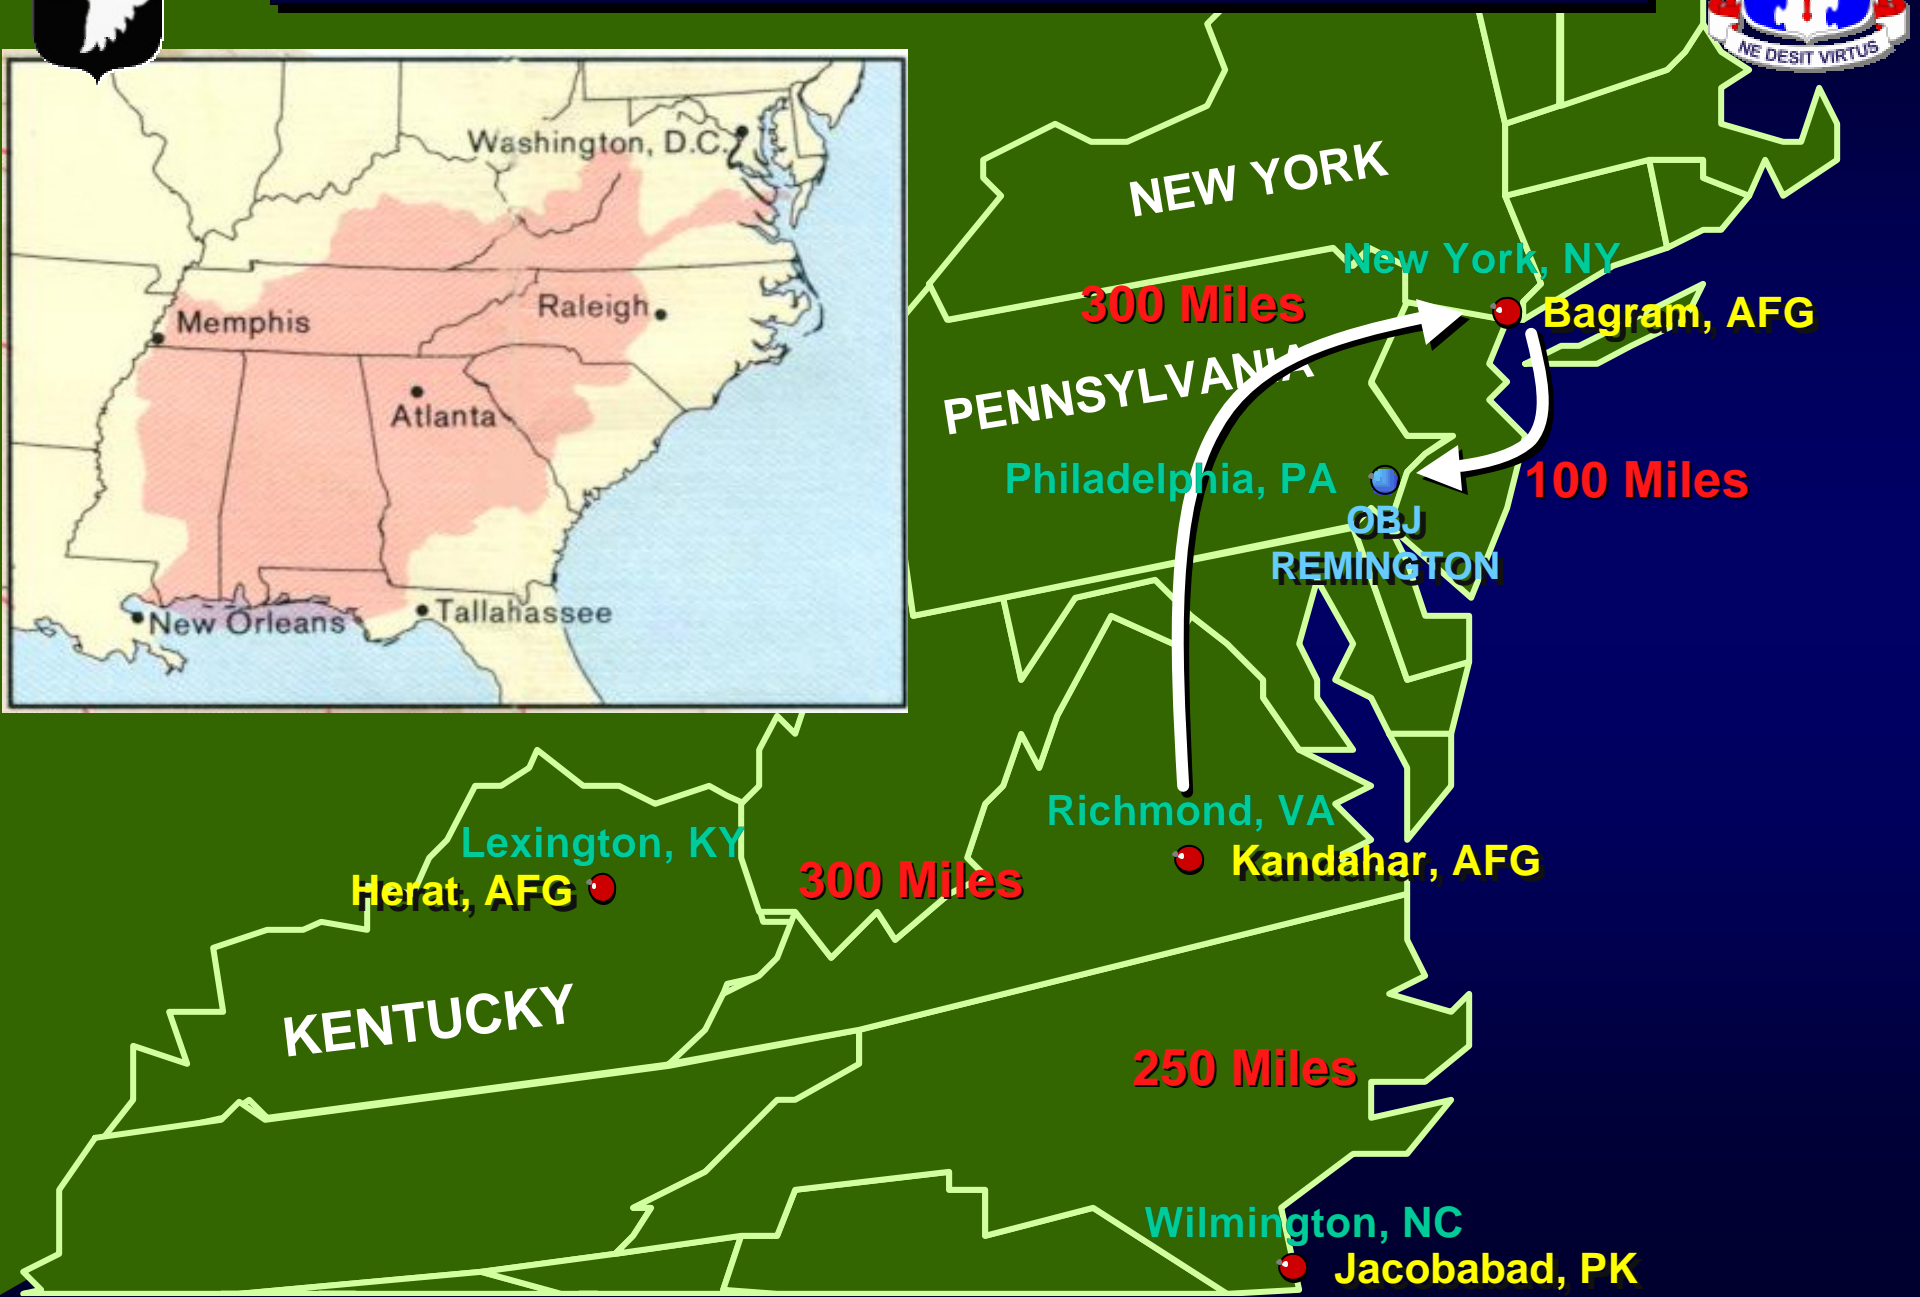 NE DESIT VIRTUS
Washington, D.C.
Memphis
Raleigh
Atlanta
New Orleans
Tallahassee
NEW YORK
New York, NY
300 Miles
Bagram, AFG
PENNSYLVANIA
Philadelphia, PA
100 Miles
OBJ
REMINGTON
Richmond, VA
Lexington, KY
Kandahar, AFG
Herat, AFG
300 Miles
KENTUCKY
250 Miles
Wilmington, NC
Jacobabad, PK